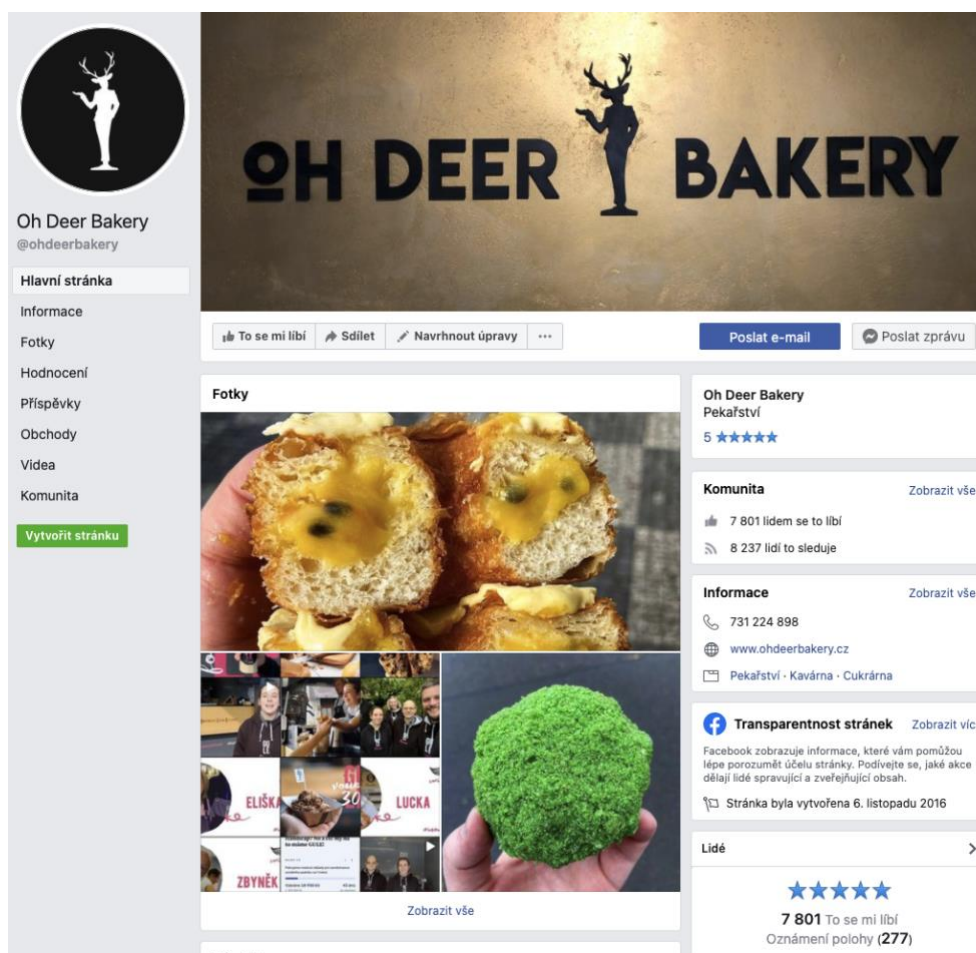 OH DEER BAKERY
Oh Deer Bakery
@ohdeerbakery
Hlavní stránka
Informace
Fotky
Hodnocení
Příspěvky
Obchody
Videa
Komunita
Vytvořit stránku
To se mi líbí
Sdílet
Navrhnout úpravy
Poslat e-mail
Poslat zprávu
Fotky
ELIŠKA
30
LUCKA
ZBYNĚK
Zobrazit vše
Oh Deer Bakery
Pekařství
5
Komunita Zobrazit vše
7 801 lidem se to líbí
8 237 lidí to sleduje
Informace Zobrazit vše
731 224 898
www.ohdeerbakery.cz
Pekařství · Kavárna · Cukrárna
Transparentnost stránek Zobrazit víc
Facebook zobrazuje informace, které vám pomůžou
lépe porozumět účelu stránky. Podívejte se, jaké akce
dělají lidé spravující a zveřejňující obsah.
Stránka byla vytvořena 6. listopadu 2016
Lidé
7 801 To se mi líbí
Oznámení polohy (277)